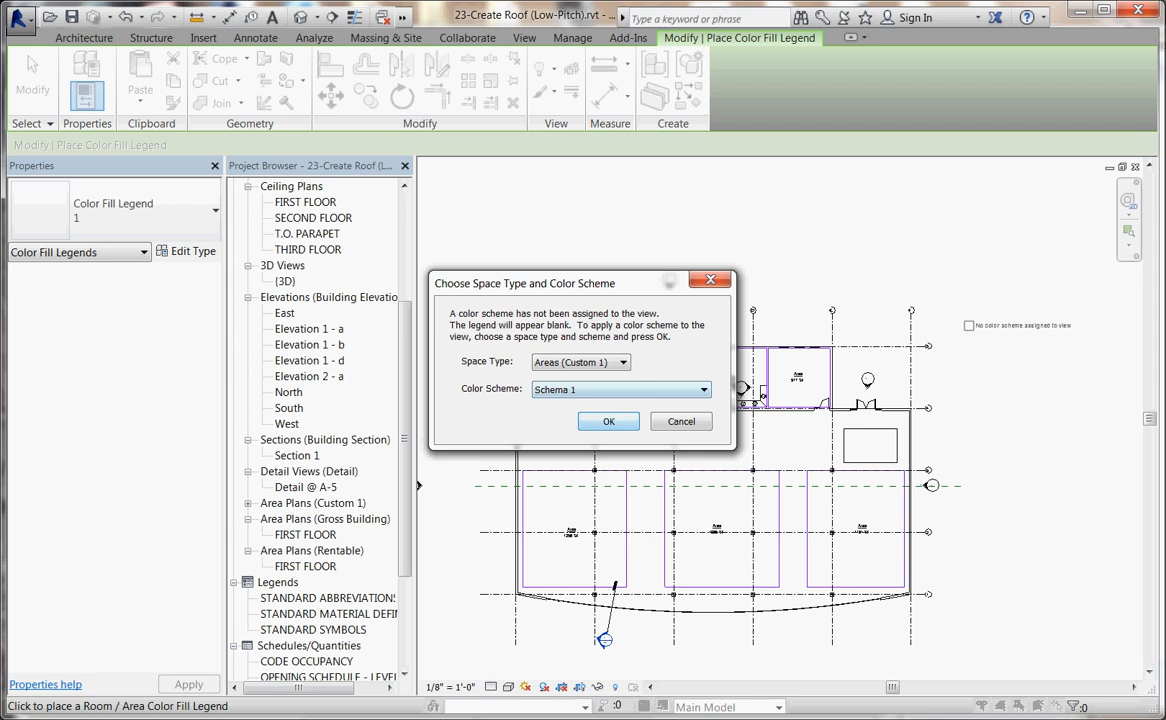 23-Create Roof (Low-Pitch).rvt - ...
Type a keyword or phrase
Sign In
Architecture
Structure
Insert
Annotate
Analyze
Massing & Site
Collaborate
View
Manage
Add-Ins
Modify | Place Color Fill Legend
Modify
Paste
Cope
Cut
Join
Select
Properties
Clipboard
Geometry
Modify
View
Measure
Create
Modify | Place Color Fill Legend
Properties
Color Fill Legend
1
Color Fill Legends
Edit Type
Properties help
Apply
Project Browser - 23-Create Roof (L...
Ceiling Plans
FIRST FLOOR
SECOND FLOOR
T.O. PARAPET
THIRD FLOOR
3D Views
{3D}
Elevations (Building Elevatio
East
Elevation 1 - a
Elevation 1 - b
Elevation 1 - d
Elevation 2 - a
North
South
West
Sections (Building Section)
Section 1
Detail Views (Detail)
Detail @ A-5
Area Plans (Custom 1)
Area Plans (Gross Building)
FIRST FLOOR
Area Plans (Rentable)
FIRST FLOOR
Legends
STANDARD ABBREVIATIONS
STANDARD MATERIAL DEFI
STANDARD SYMBOLS
Schedules/Quantities
CODE OCCUPANCY
OPENING SCHEDULE - LEVEL
Choose Space Type and Color Scheme
A color scheme has not been assigned to the view.
The legend will appear blank. To apply a color scheme to the
view, choose a space type and scheme and press OK.
Space Type:
Areas (Custom 1)
Color Scheme:
Schema 1
OK
Cancel
No color scheme assigned to view
Area
Area
Area
Area
1/8" = 1'-0"
Click to place a Room / Area Color Fill Legend
:0
Main Model
:0